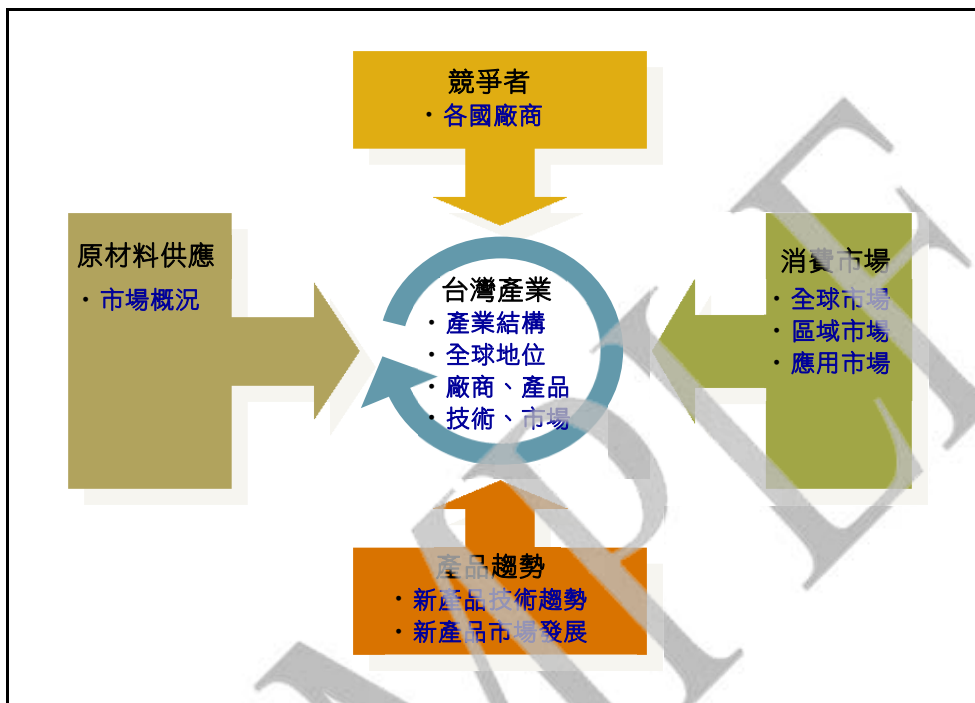 競爭者
・各國廠商
原材料供應
・市場概況
台灣產業
・產業結構
・全球地位
・廠商、產品
・技術、市場
消費市場
・全球市場
・區域市場
・應用市場
產品趨勢
・新產品技術趨勢
・新產品市場發展
MPLE